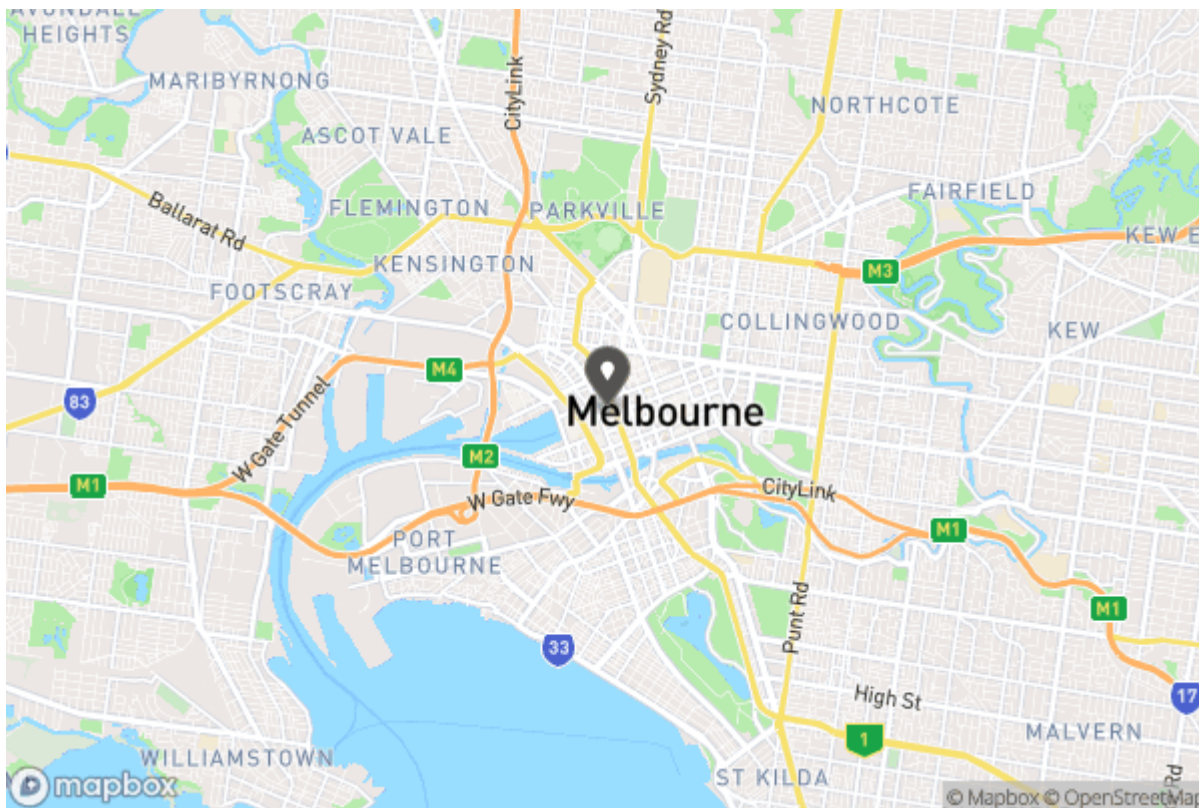 AVONDALE
HEIGHTS
MARIBYRNONG
CityLink
Sydney Rd
NORTHCOTE
ASCOT VALE
FAIRFIELD
Ballarat Rd
FLEMINGTON
PARKVILLE
KEW E
KENSINGTON
M3
FOOTSCRAY
COLLINGWOOD
KEW
M4
83
W Gate Tunnel
Melbourne
M2
M1
W Gate Fwy
CityLink
M1
PORT
MELBOURNE
Punt Rd
M1
33
High St
17
1
MALVERN
WILLIAMSTOWN
ST KILDA
Rd
mapbox
© Mapbox © OpenStreetMap